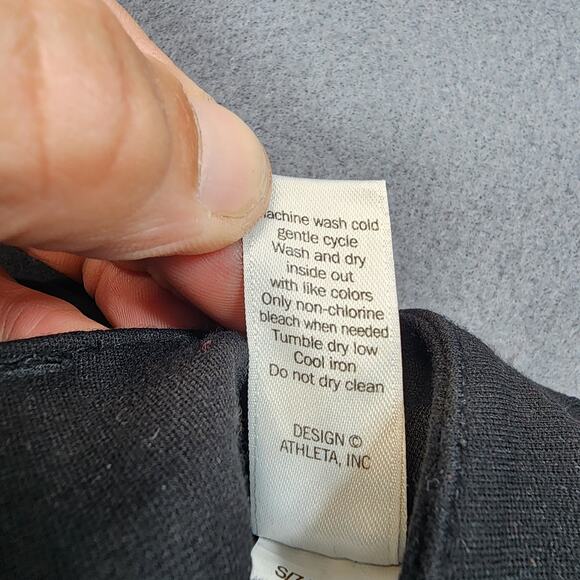 achine wash cold
gentle cycle
Wash and dry
inside out
with like colors
Only non-chlorine
bleach when needed
Tumble dry low
Cool iron
Do not dry clean
DESIGN ©
ATHLETA, INC